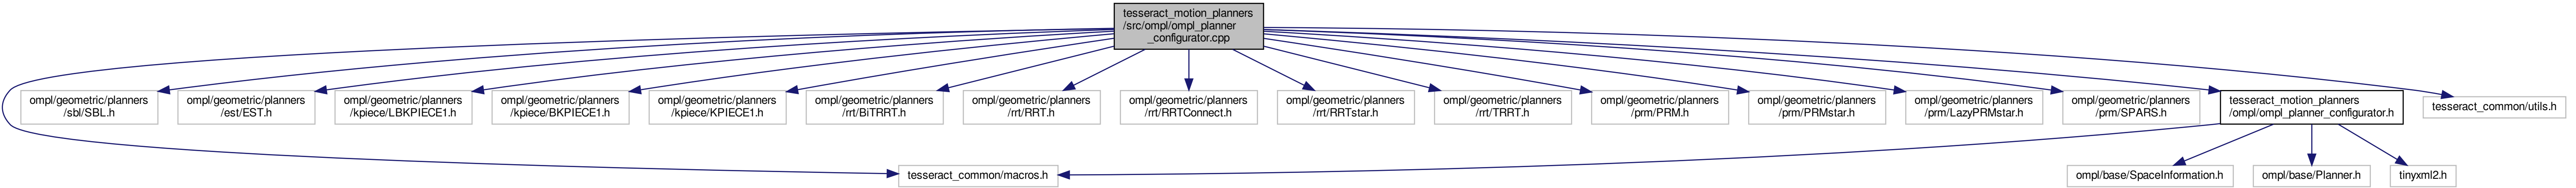 tesseract_motion_planners
/src/ompl/ompl_planner
_configurator.cpp
ompl/geometric/planners
/sbl/SBL.h
ompl/geometric/planners
/est/EST.h
ompl/geometric/planners
/kpiece/LBKPIECE1.h
ompl/geometric/planners
/kpiece/BKPIECE1.h
ompl/geometric/planners
/kpiece/KPIECE1.h
ompl/geometric/planners
/rrt/BiTRRT.h
ompl/geometric/planners
/rrt/RRT.h
ompl/geometric/planners
/rrt/RRTConnect.h
ompl/geometric/planners
/rrt/RRTstar.h
ompl/geometric/planners
/rrt/TRRT.h
ompl/geometric/planners
/prm/PRM.h
ompl/geometric/planners
/prm/PRMstar.h
ompl/geometric/planners
/prm/LazyPRMstar.h
ompl/geometric/planners
/prm/SPARS.h
tesseract_motion_planners
/ompl/ompl_planner_configurator.h
tesseract_common/utils.h
tesseract_common/macros.h
ompl/base/SpaceInformation.h
ompl/base/Planner.h
tinyxml2.h